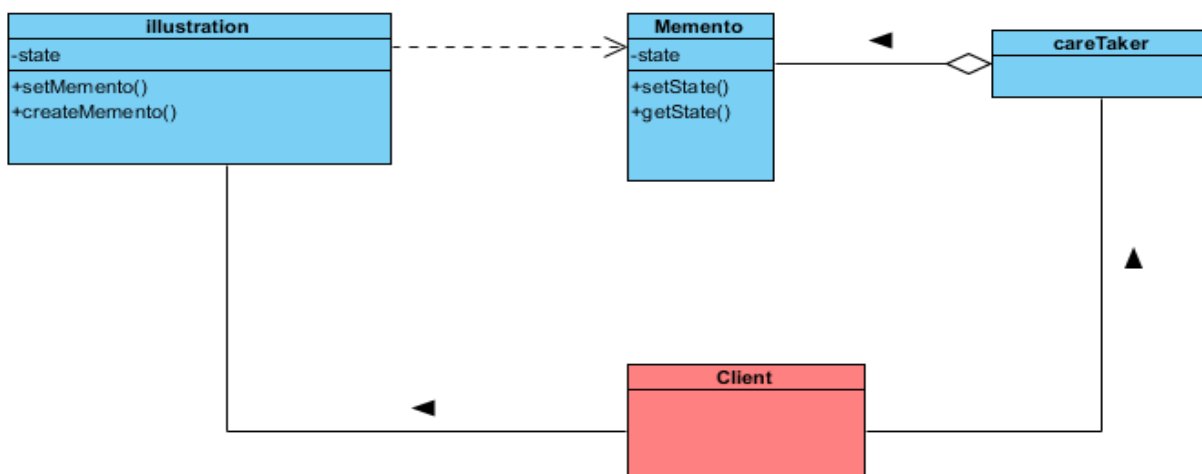 illustration
-state
+setMemento()
+createMemento()
Memento
-state
+setState()
+getState()
careTaker
Client